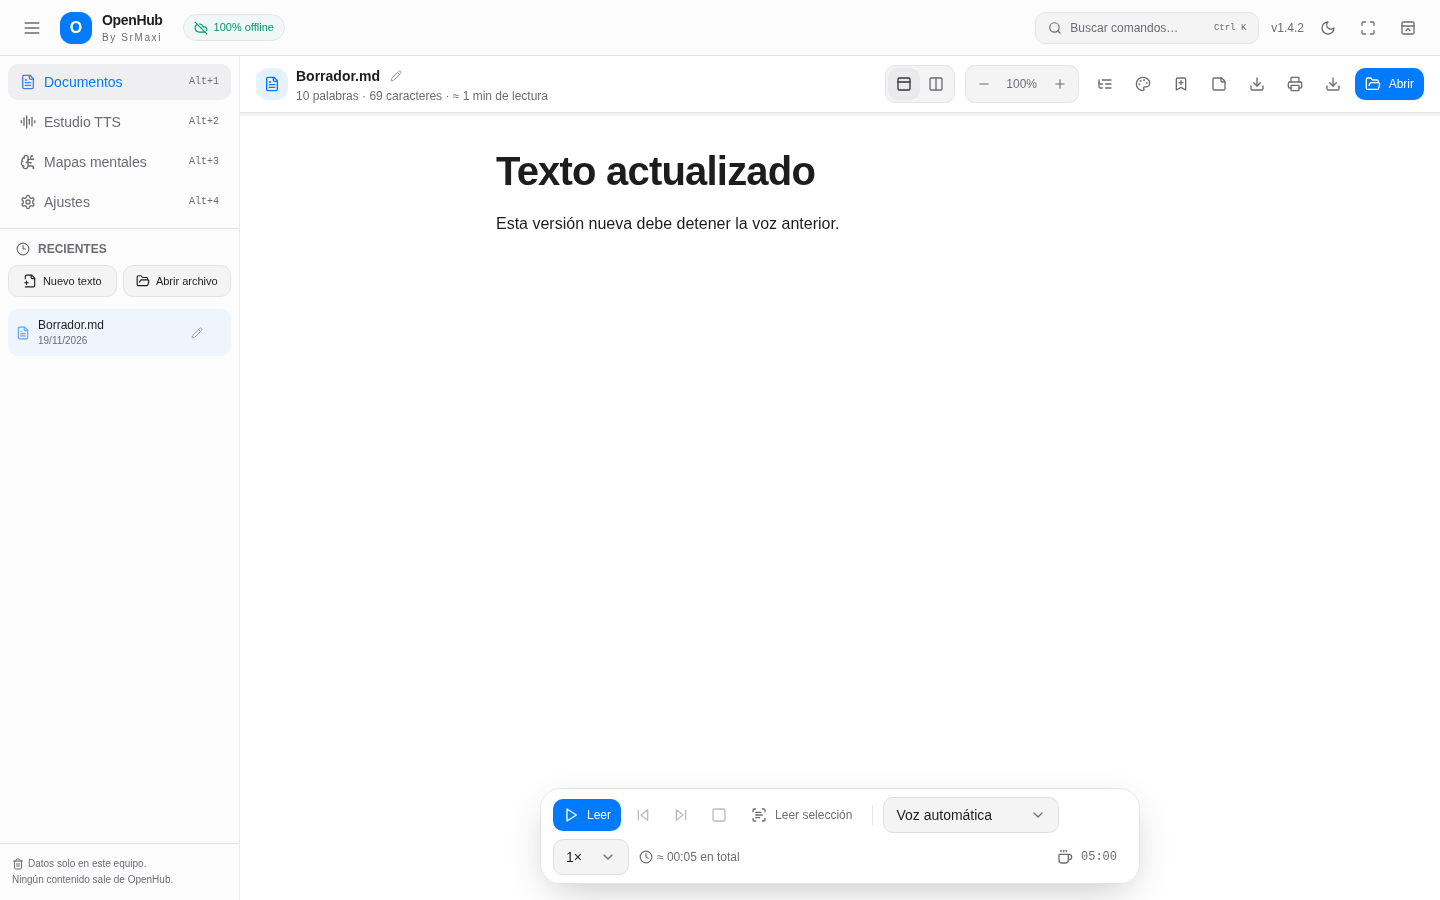 O
OpenHub
By SrMaxi
100% offline
Buscar comandos…
Ctrl K
v1.4.2
Documentos
Alt+1
Estudio TTS
Alt+2
Mapas mentales
Alt+3
Ajustes
Alt+4
RECIENTES
Nuevo texto
Abrir archivo
Borrador.md
19/11/2026
Datos solo en este equipo.
Ningún contenido sale de OpenHub.
Borrador.md
10 palabras · 69 caracteres · ≈ 1 min de lectura
100%
Abrir
Texto actualizado
Esta versión nueva debe detener la voz anterior.
Leer
Leer selección
Voz automática
1×
≈ 00:05 en total
05:00